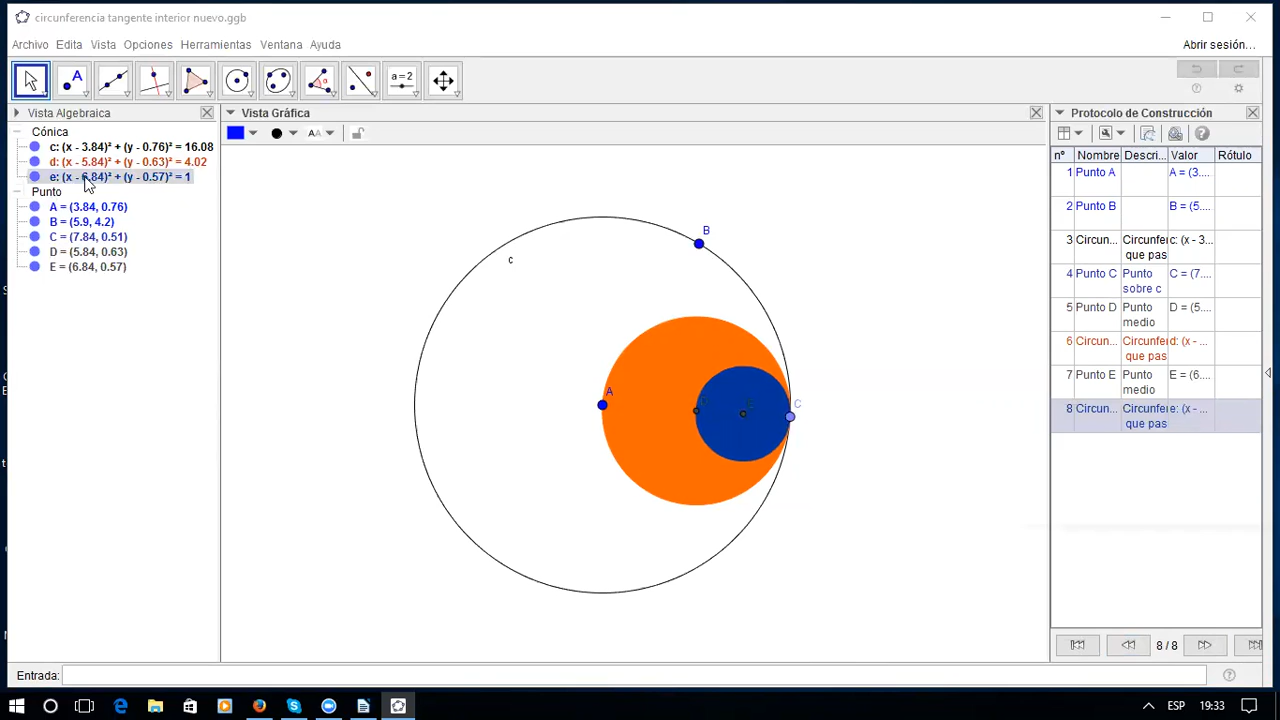 circunferencia tangente interior nuevo.ggb
Archivo Edita Vista Opciones Herramientas Ventana Ayuda Abrir sesión...
A α a=2
Vista Algebraica Vista Gráfica Protocolo de Construcción
AA
Cónica
c: (x - 3.84)² + (y - 0.76)² = 16.08
d: (x - 5.84)² + (y - 0.63)² = 4.02
e: (x - 6.84)² + (y - 0.57)² = 1
Punto
A = (3.84, 0.76)
B = (5.9, 4.2)
C = (7.84, 0.51)
D = (5.84, 0.63)
E = (6.84, 0.57)
B
c
A
C
nº Nombre Descri... Valor Rótulo
1 Punto A A = (3....
2 Punto B B = (5....
3 Circun... Circunfer c: (x - 3...
que pas
4 Punto C Punto C = (7....
sobre c
5 Punto D Punto D = (5....
medio
6 Circun... Circunfer d: (x - ...
que pas
7 Punto E Punto E = (6....
medio
8 Circun... Circunfer e: (x - ...
que pas
8 / 8
Entrada:
ESP 19:33